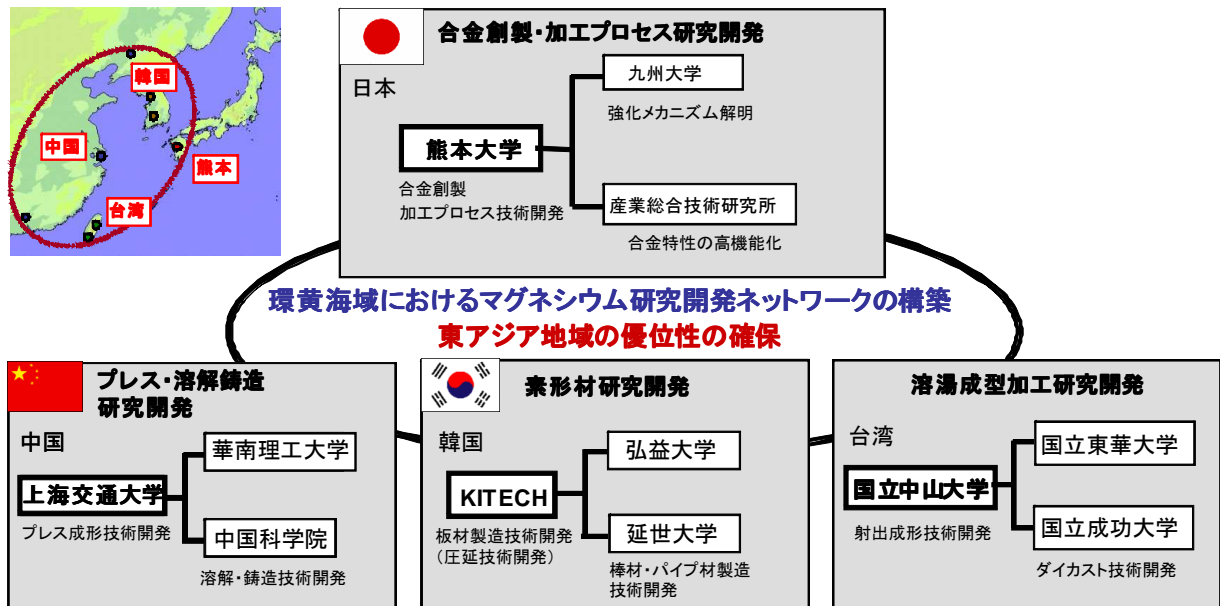 韓国
中国
熊本
台湾
合金創製・加工プロセス研究開発
日本
九州大学
強化メカニズム解明
熊本大学
合金創製
加工プロセス技術開発
産業総合技術研究所
合金特性の高機能化
環黄海域におけるマグネシウム研究開発ネットワークの構築
東アジア地域の優位性の確保
プレス・溶解鋳造
研究開発
中国
華南理工大学
上海交通大学
プレス成形技術開発
中国科学院
溶解・鋳造技術開発
素形材研究開発
韓国
弘益大学
KITECH
板材製造技術開発
(圧延技術開発)
延世大学
棒材・パイプ材製造
技術開発
溶湯成型加工研究開発
台湾
国立東華大学
国立中山大学
射出成形技術開発
国立成功大学
ダイカスト技術開発